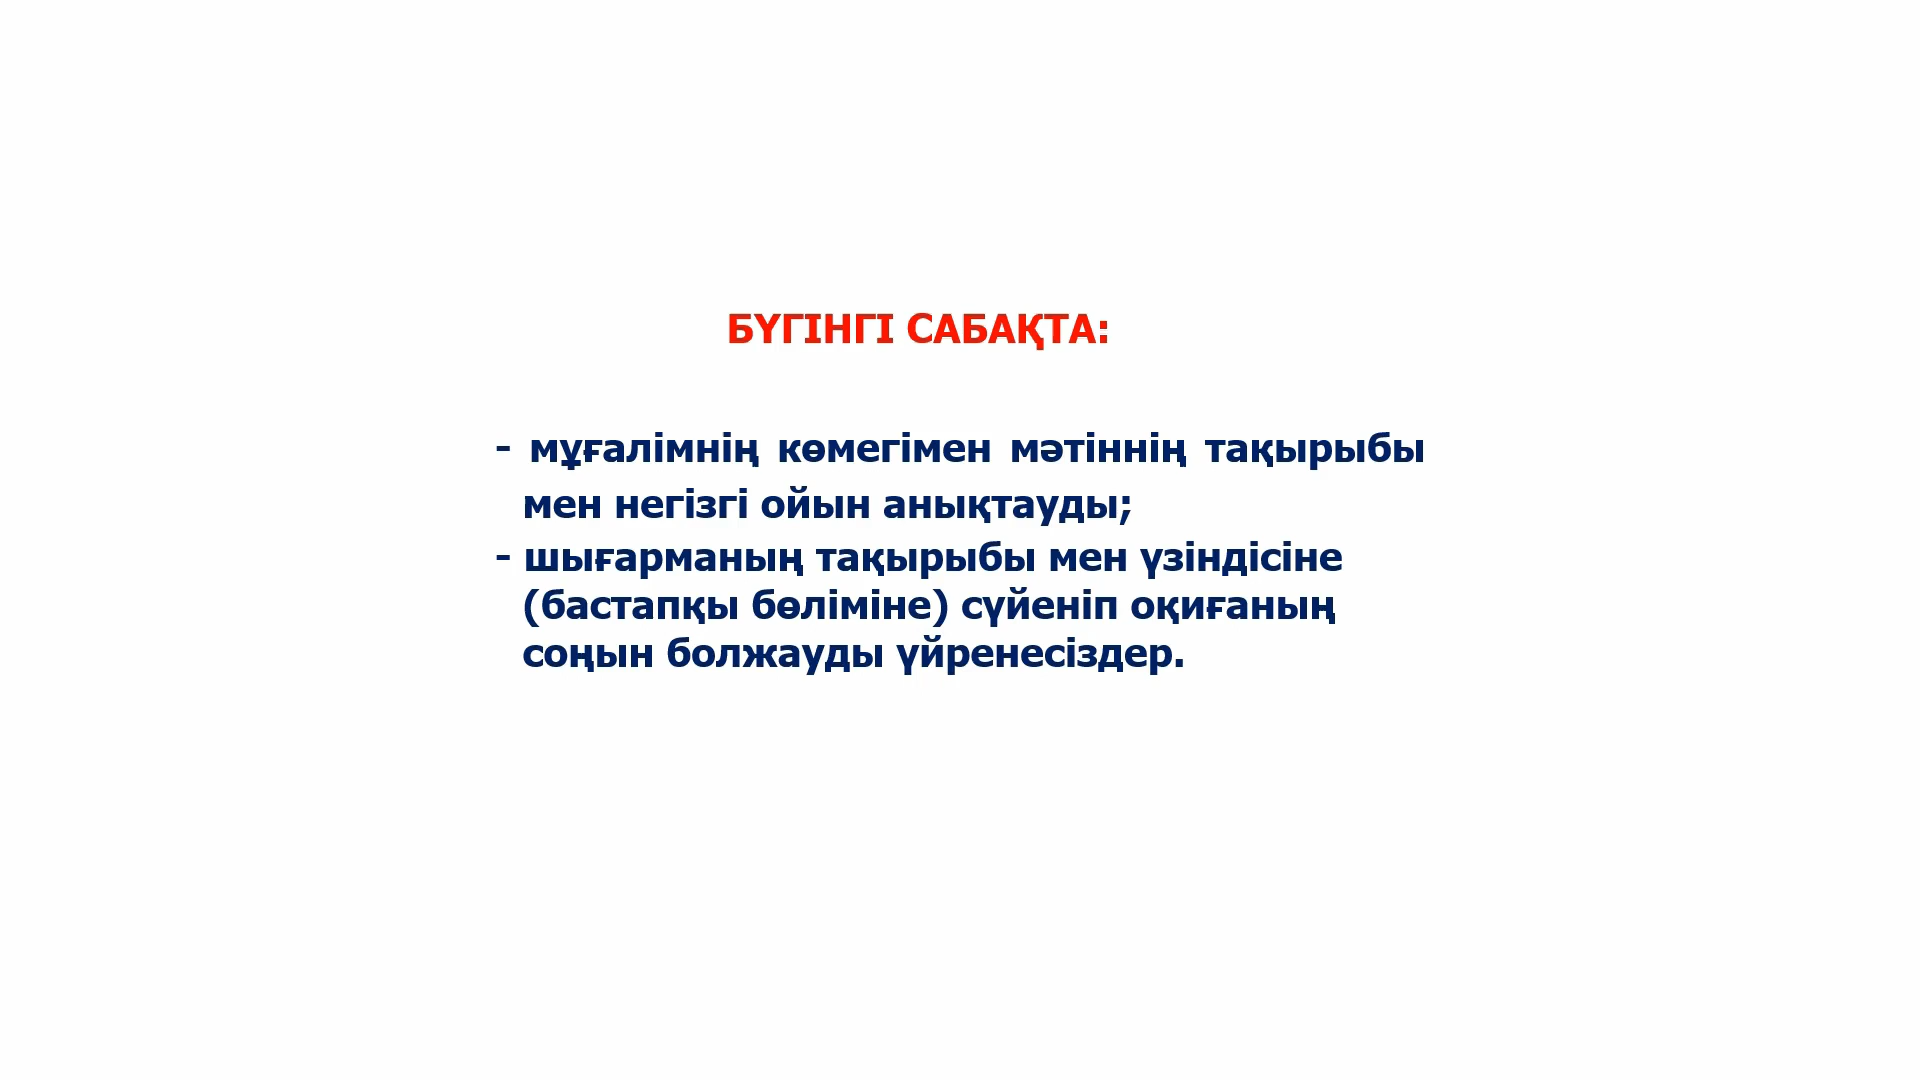 БҮГІНГІ САБАҚТА:
- мұғалімнің көмегімен мәтіннің тақырыбы
мен негізгі ойын анықтауды;
- шығарманың тақырыбы мен үзіндісіне
(бастапқы бөліміне) сүйеніп оқиғаның
соңын болжауды үйренесіздер.